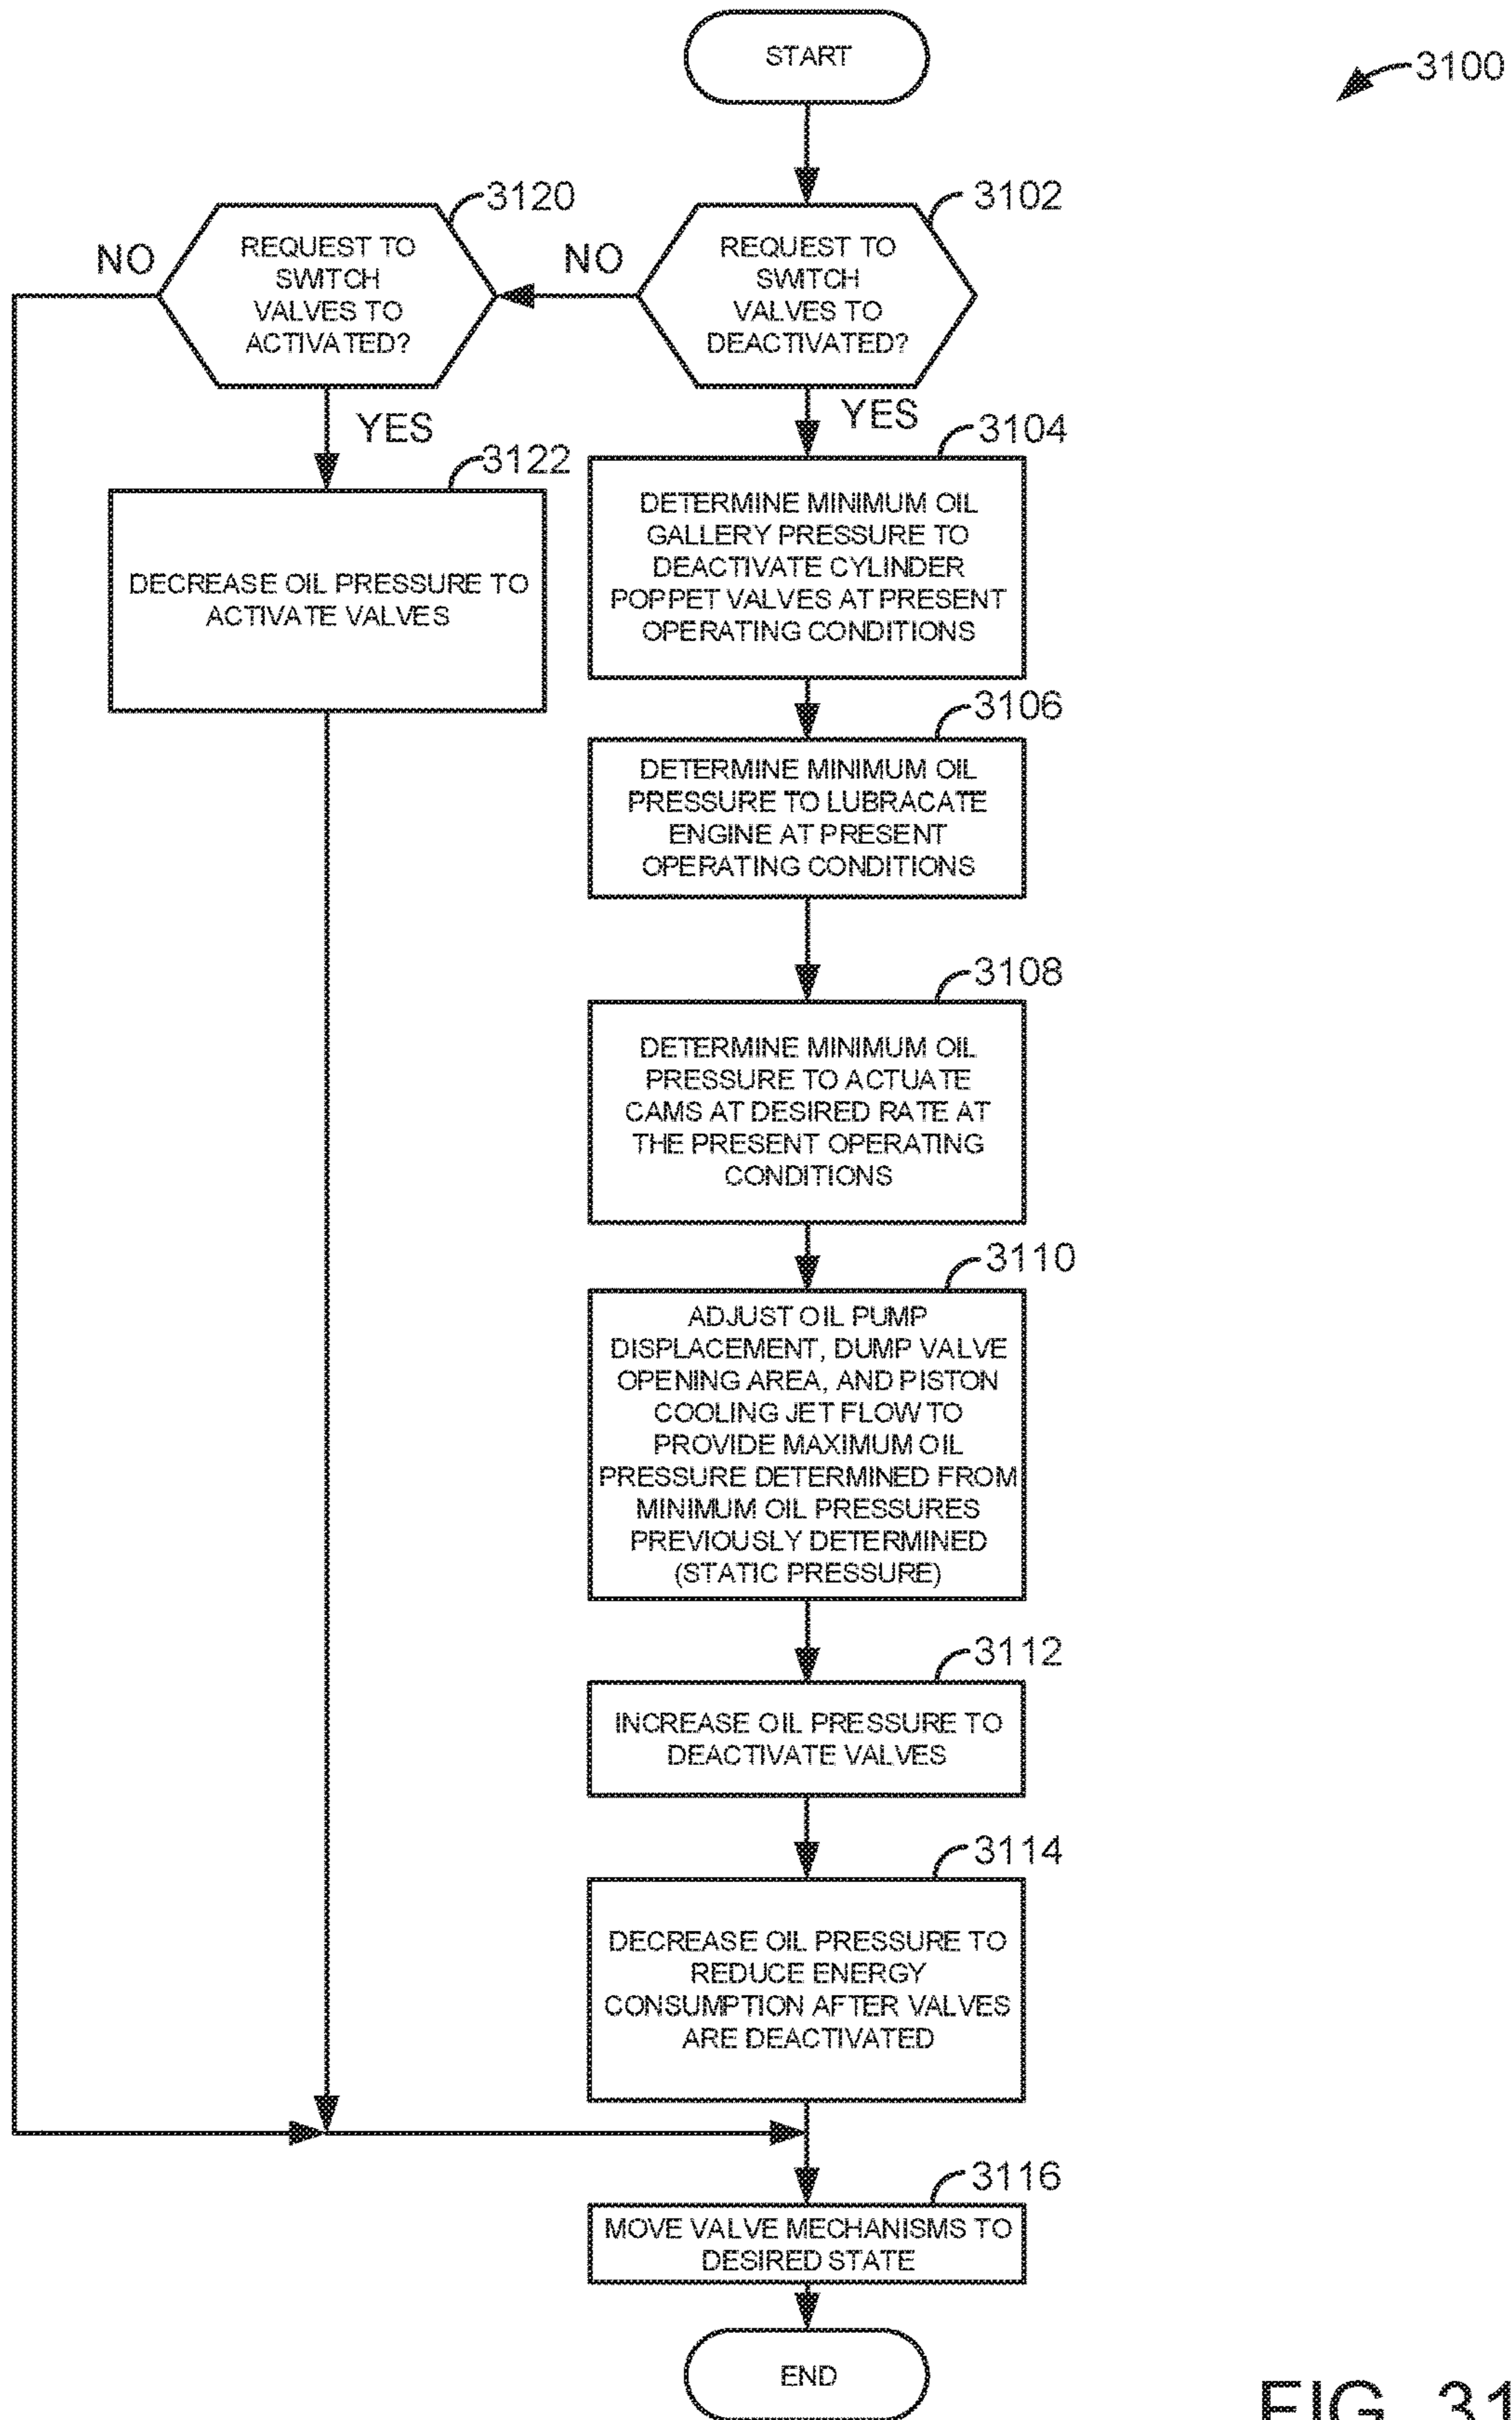 START
3100
3120
3102
NO
REQUEST TO
SWITCH
VALVES TO
ACTIVATED?
NO
REQUEST TO
SWITCH
VALVES TO
DEACTIVATED?
YES
YES
3122
DECREASE OIL PRESSURE TO
ACTIVATE VALVES
3104
DETERMINE MINIMUM OIL
GALLERY PRESSURE TO
DEACTIVATE CYLINDER
POPPET VALVES AT PRESENT
OPERATING CONDITIONS
3106
DETERMINE MINIMUM OIL
PRESSURE TO LUBRACATE
ENGINE AT PRESENT
OPERATING CONDITIONS
3108
DETERMINE MINIMUM OIL
PRESSURE TO ACTUATE
CAMS AT DESIRED RATE AT
THE PRESENT OPERATING
CONDITIONS
3110
ADJUST OIL PUMP
DISPLACEMENT, DUMP VALVE
OPENING AREA, AND PISTON
COOLING JET FLOW TO
PROVIDE MAXIMUM OIL
PRESSURE DETERMINED FROM
MINIMUM OIL PRESSURES
PREVIOUSLY DETERMINED
(STATIC PRESSURE)
3112
INCREASE OIL PRESSURE TO
DEACTIVATE VALVES
3114
DECREASE OIL PRESSURE TO
REDUCE ENERGY
CONSUMPTION AFTER VALVES
ARE DEACTIVATED
3116
MOVE VALVE MECHANISMS TO
DESIRED STATE
END
FIG. 31